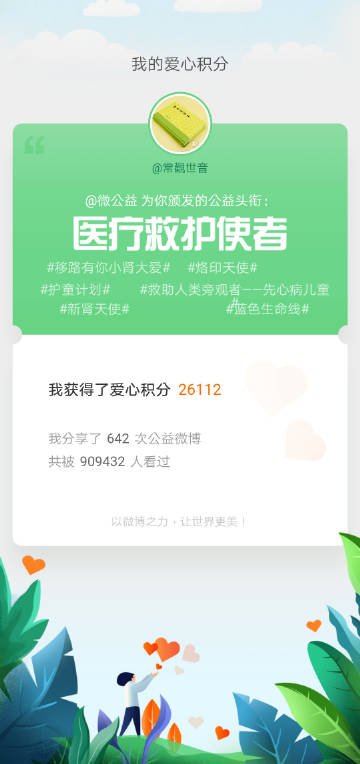 我的爱心积分
@常觀世音
@微公益 为你颁发的公益头衔：
医疗救护使者
#移路有你小肾大爱# #烙印天使#
#护童计划# #救助人类旁观者——先心病儿童#
#新肾天使# #蓝色生命线#
我获得了爱心积分 26112
我分享了 642 次公益微博
共被 909432 人看过
以微博之力，让世界更美！